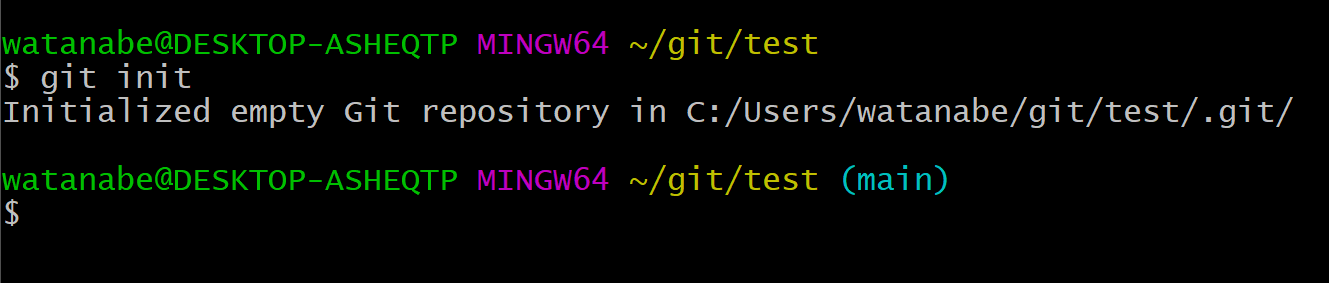 watanabe@DESKTOP-ASHEQTP MINGW64 ~/git/test
$ git init
Initialized empty Git repository in C:/Users/watanabe/git/test/.git/
watanabe@DESKTOP-ASHEQTP MINGW64 ~/git/test (main)
$